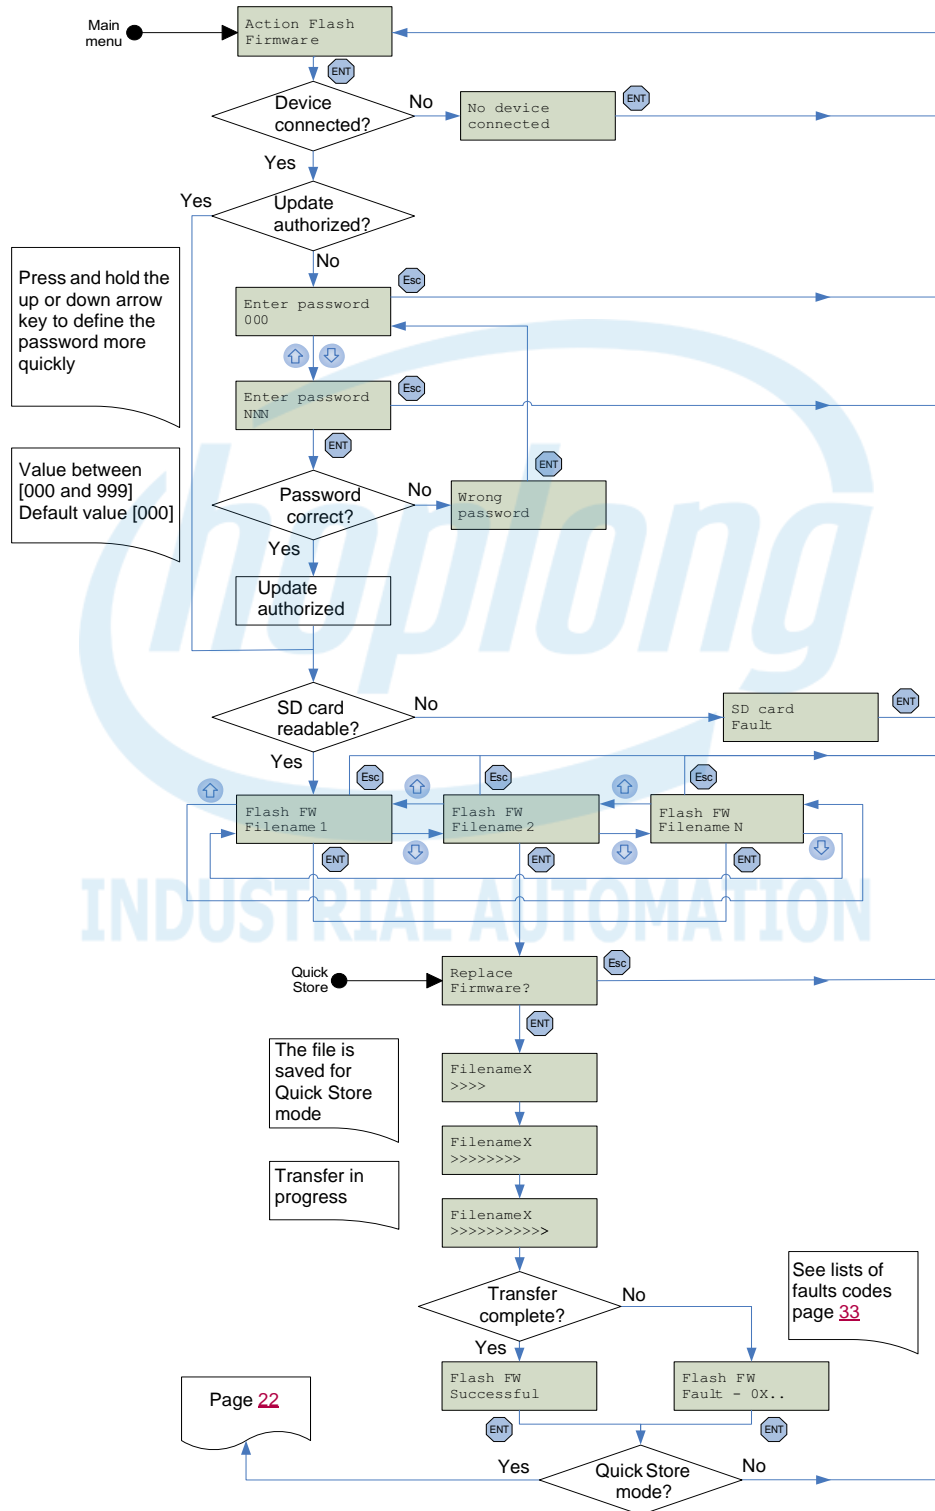 Main
menu
Action Flash
Firmware
ENT
Device
connected?
No
No device
connected
ENT
Yes
Yes
Update
authorized?
No
Press and hold the
up or down arrow
key to define the
password more
quickly
Enter password
000
Esc
Enter password
NNN
Esc
ENT
Value between
[000 and 999]
Default value [000]
Password
correct?
No
Wrong
password
ENT
Yes
Update
authorized
hoplong
SD card
readable?
No
SD card
Fault
ENT
Yes
Esc
Esc
Esc
Flash FW
Filename 1
Flash FW
Filename 2
Flash FW
Filename N
ENT
ENT
ENT
INDUSTRIAL AUTOMATION
Quick
Store
Replace
Firmware?
Esc
ENT
The file is
saved for
Quick Store
mode
FilenameX
>>>>
FilenameX
>>>>>>>>
Transfer in
progress
FilenameX
>>>>>>>>>>>
Transfer
complete?
No
See lists of
faults codes
page 33
Yes
Flash FW
Successful
Flash FW
Fault - 0X..
ENT
ENT
Page 22
Yes
Quick Store
mode?
No